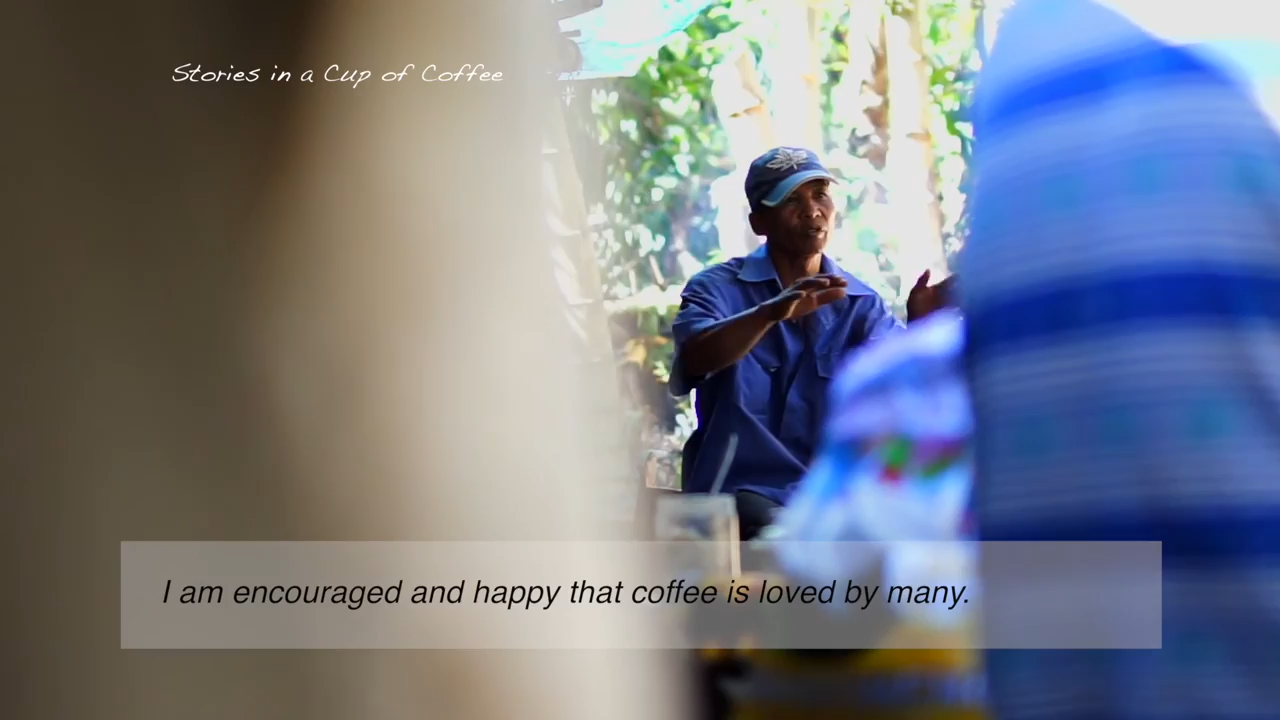 Stories in a Cup of Coffee
I am encouraged and happy that coffee is loved by many.